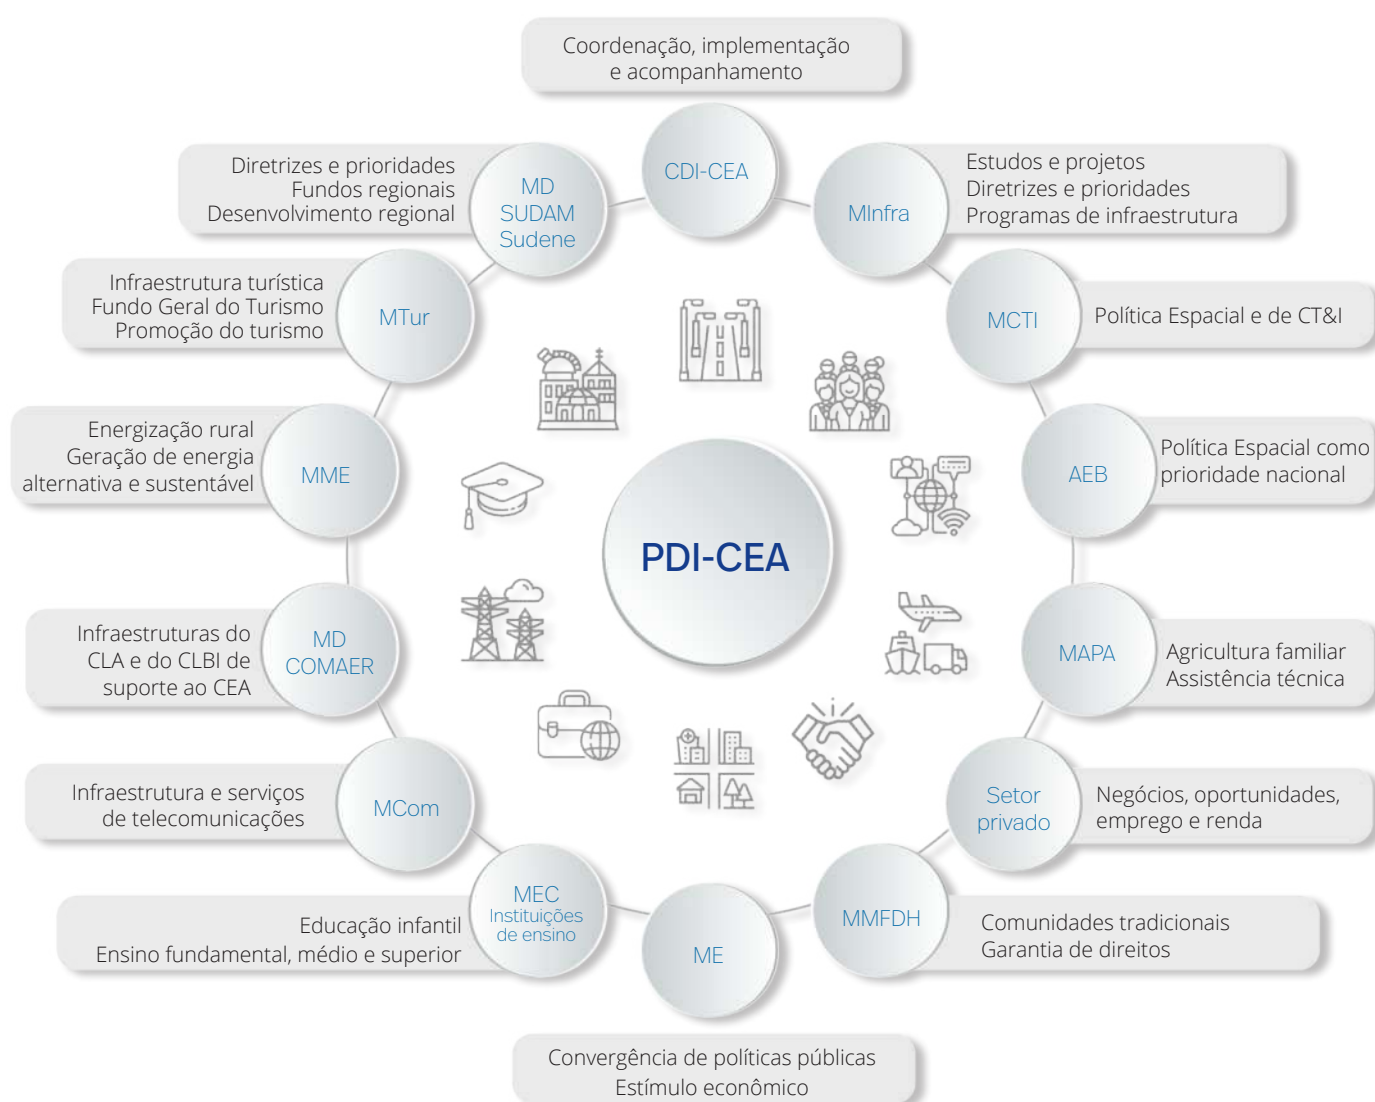 Coordenação, implementação
e acompanhamento
CDI-CEA
Diretrizes e prioridades
Fundos regionais
Desenvolvimento regional
MD
SUDAM
Sudene
MInfra
Estudos e projetos
Diretrizes e prioridades
Programas de infraestrutura
Infraestrutura turística
Fundo Geral do Turismo
Promoção do turismo
MTur
MCTI
Política Espacial e de CT&I
Energização rural
Geração de energia
alternativa e sustentável
MME
AEB
Política Espacial como
prioridade nacional
PDI-CEA
Infraestruturas do
CLA e do CLBI de
suporte ao CEA
MD
COMAER
MAPA
Agricultura familiar
Assistência técnica
Infraestrutura e serviços
de telecomunicações
MCom
Setor
privado
Negócios, oportunidades,
emprego e renda
Educação infantil
Ensino fundamental, médio e superior
MEC
Instituições
de ensino
ME
MMFDH
Comunidades tradicionais
Garantia de direitos
Convergência de políticas públicas
Estímulo econômico